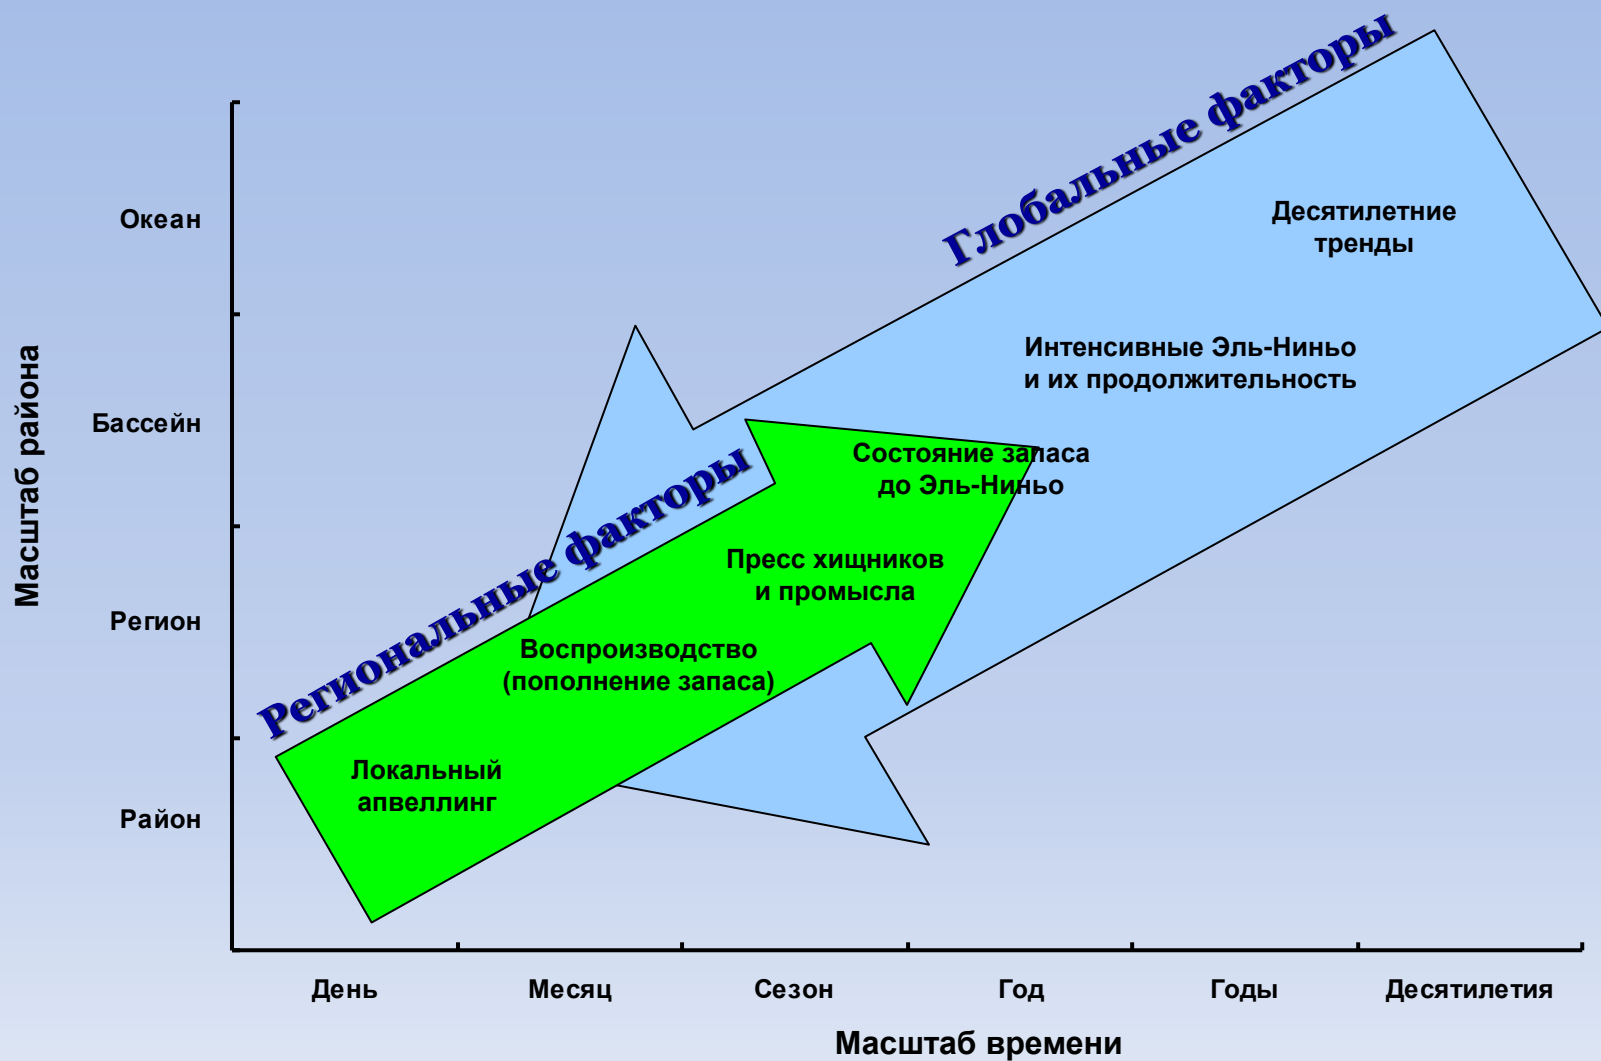 Глобальные факторы
Океан
Десятилетние
тренды
Интенсивные Эль-Ниньо
и их продолжительность
Масштаб района
Бассейн
Состояние запаса
до Эль-Ниньо
Региональные факторы
Пресс хищников
и промысла
Регион
Воспроизводство
(пополнение запаса)
Локальный
апвеллинг
Район
День
Месяц
Сезон
Год
Годы
Десятилетия
Масштаб времени